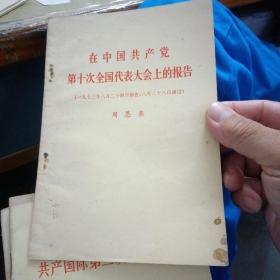 在中国共产党
第十次全国代表大会上的报告
(一九七三年八月二十四日报告，八月二十八日通过)
周恩来
共产国际第